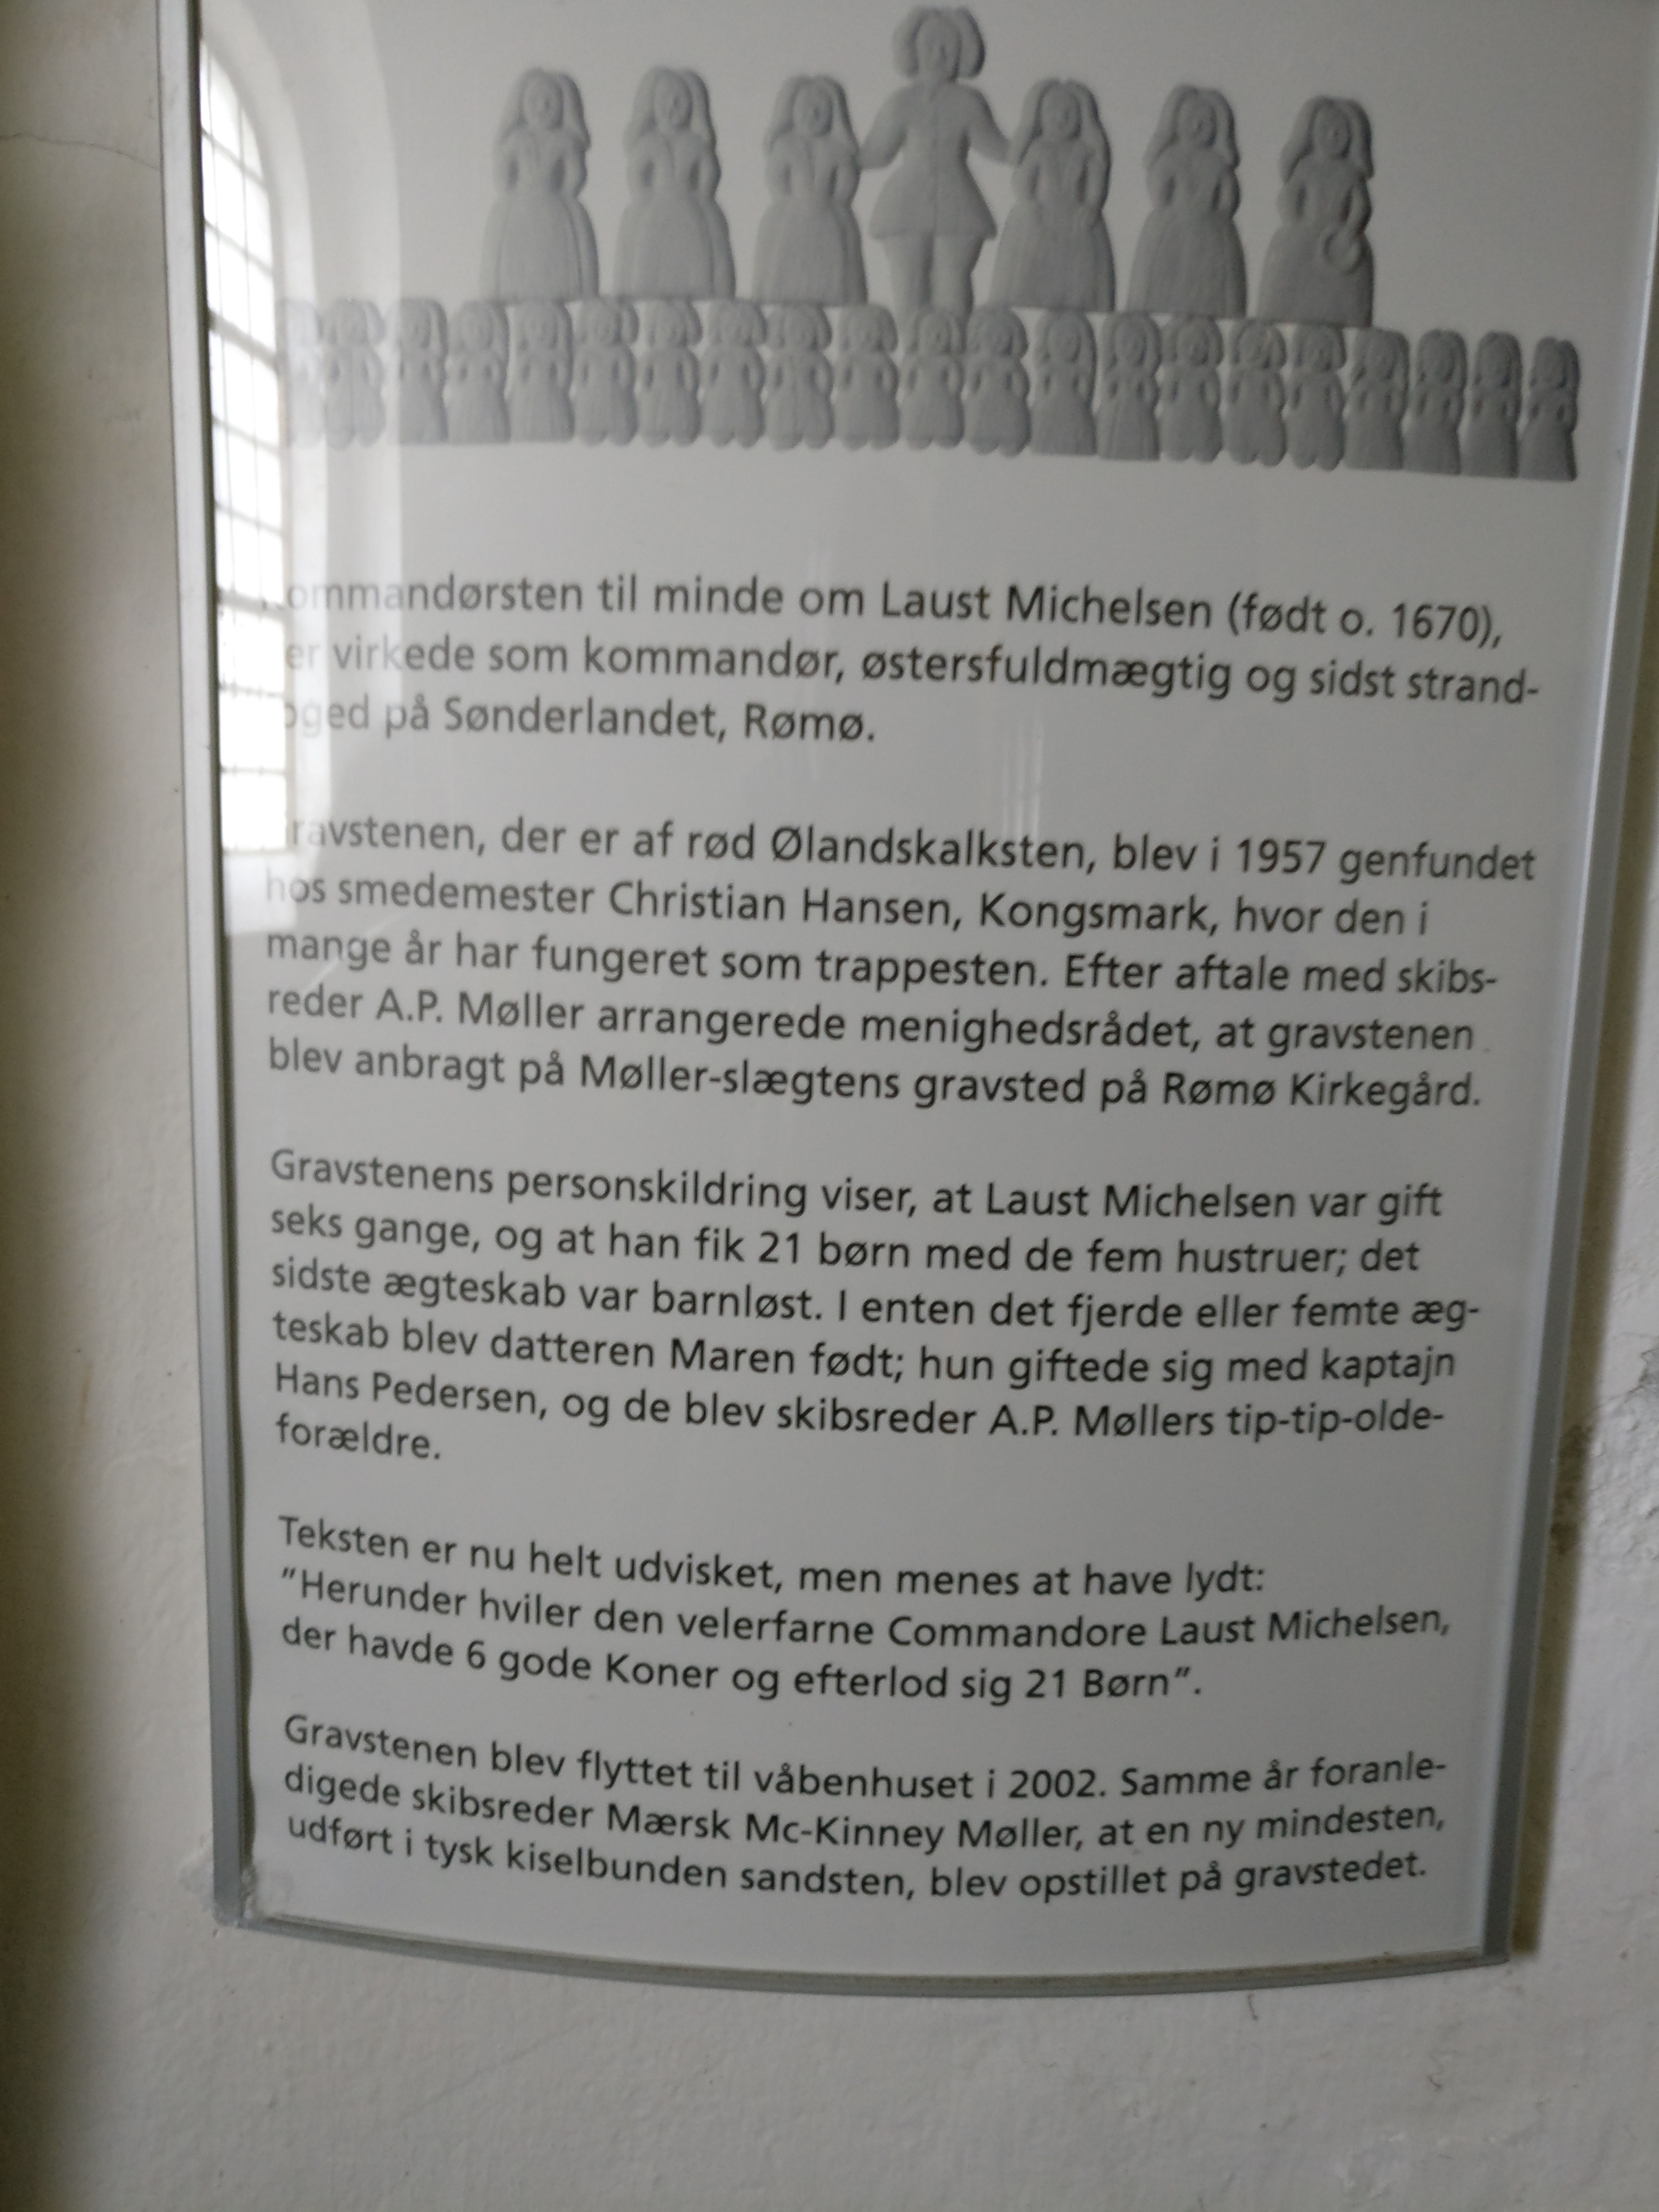 Kommandørsten til minde om Laust Michelsen (født o. 1670),
der virkede som kommandør, østersfuldmægtig og sidst strand-
foged på Sønderlandet, Rømø.
Gravstenen, der er af rød Ølandskalksten, blev i 1957 genfundet
hos smedemester Christian Hansen, Kongsmark, hvor den i
mange år har fungeret som trappesten. Efter aftale med skibs-
reder A.P. Møller arrangerede menighedsrådet, at gravstenen
blev anbragt på Møller-slægtens gravsted på Rømø Kirkegård.
Gravstenens personskildring viser, at Laust Michelsen var gift
seks gange, og at han fik 21 børn med de fem hustruer; det
sidste ægteskab var barnløst. I enten det fjerde eller femte æg-
teskab blev datteren Maren født; hun giftede sig med kaptajn
Hans Pedersen, og de blev skibsreder A.P. Møllers tip-tip-olde-
forældre.
Teksten er nu helt udvisket, men menes at have lydt:
"Herunder hviler den velerfarne Commandore Laust Michelsen,
der havde 6 gode Koner og efterlod sig 21 Børn".
Gravstenen blev flyttet til våbenhuset i 2002. Samme år foranle-
digede skibsreder Mærsk Mc-Kinney Møller, at en ny mindesten,
udført i tysk kiselbunden sandsten, blev opstillet på gravstedet.